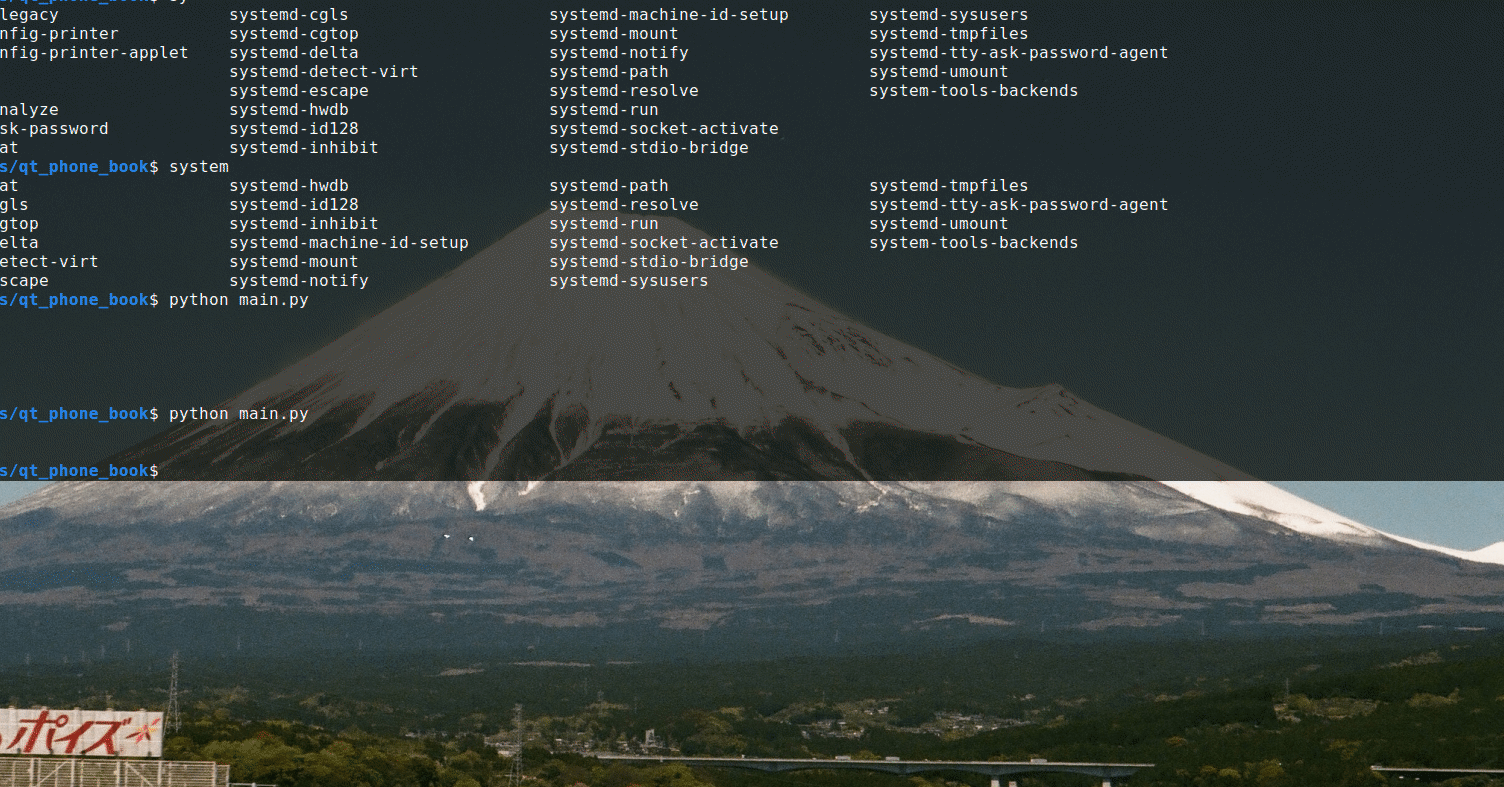 legacy systemd-cgls systemd-machine-id-setup systemd-sysusers
nfig-printer systemd-cgtop systemd-mount systemd-tmpfiles
nfig-printer-applet systemd-delta systemd-notify systemd-tty-ask-password-agent
systemd-detect-virt systemd-path systemd-umount
systemd-escape systemd-resolve system-tools-backends
nalyze systemd-hwdb systemd-run
sk-password systemd-id128 systemd-socket-activate
at systemd-inhibit systemd-stdio-bridge
s/qt_phone_book$ system
at systemd-hwdb systemd-path systemd-tmpfiles
gls systemd-id128 systemd-resolve systemd-tty-ask-password-agent
gtop systemd-inhibit systemd-run systemd-umount
elta systemd-machine-id-setup systemd-socket-activate system-tools-backends
etect-virt systemd-mount systemd-stdio-bridge
scape systemd-notify systemd-sysusers
s/qt_phone_book$ python main.py
s/qt_phone_book$ python main.py
s/qt_phone_book$
ポイズ